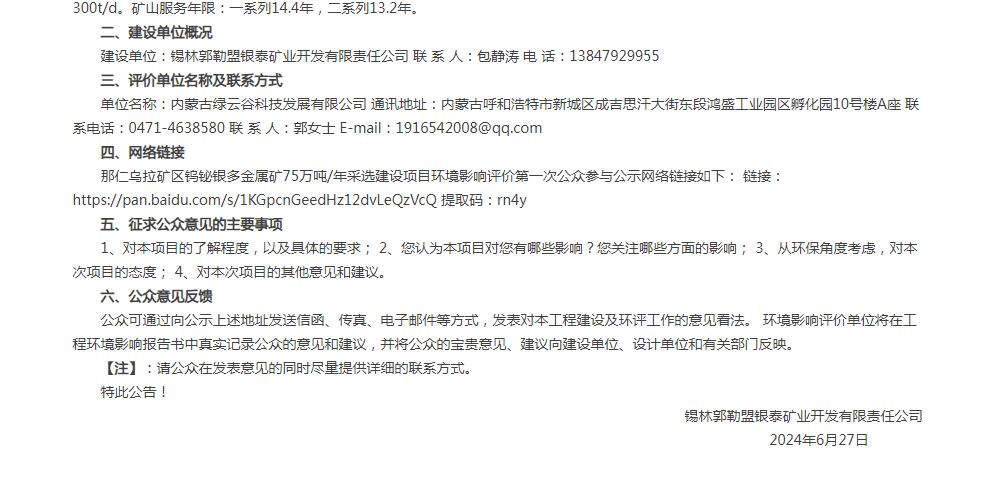 300t/d。矿山服务年限：一系列14.4年，二系列13.2年。
二、建设单位概况
建设单位：锡林郭勒盟银泰矿业开发有限责任公司 联 系 人：包静涛 电 话：13847929955
三、评价单位名称及联系方式
单位名称：内蒙古绿云谷科技发展有限公司 通讯地址：内蒙古呼和浩特市新城区成吉思汗大街东段鸿盛工业园区孵化园10号楼A座 联
系电话：0471-4638580 联 系 人：郭女士 E-mail：1916542008@qq.com
四、网络链接
那仁乌拉矿区钨铋银多金属矿75万吨/年采选建设项目环境影响评价第一次公众参与公示网络链接如下： 链接：
https://pan.baidu.com/s/1KGpcnGeedHz12dvLeQzVcQ 提取码：rn4y
五、征求公众意见的主要事项
1、对本项目的了解程度，以及具体的要求； 2、您认为本项目对您有哪些影响？您关注哪些方面的影响； 3、从环保角度考虑，对本
次项目的态度； 4、对本次项目的其他意见和建议。
六、公众意见反馈
公众可通过向公示上述地址发送信函、传真、电子邮件等方式，发表对本工程建设及环评工作的意见看法。 环境影响评价单位将在工
程环境影响报告书中真实记录公众的意见和建议，并将公众的宝贵意见、建议向建设单位、设计单位和有关部门反映。
【注】：请公众在发表意见的同时尽量提供详细的联系方式。
特此公告！
锡林郭勒盟银泰矿业开发有限责任公司
2024年6月27日